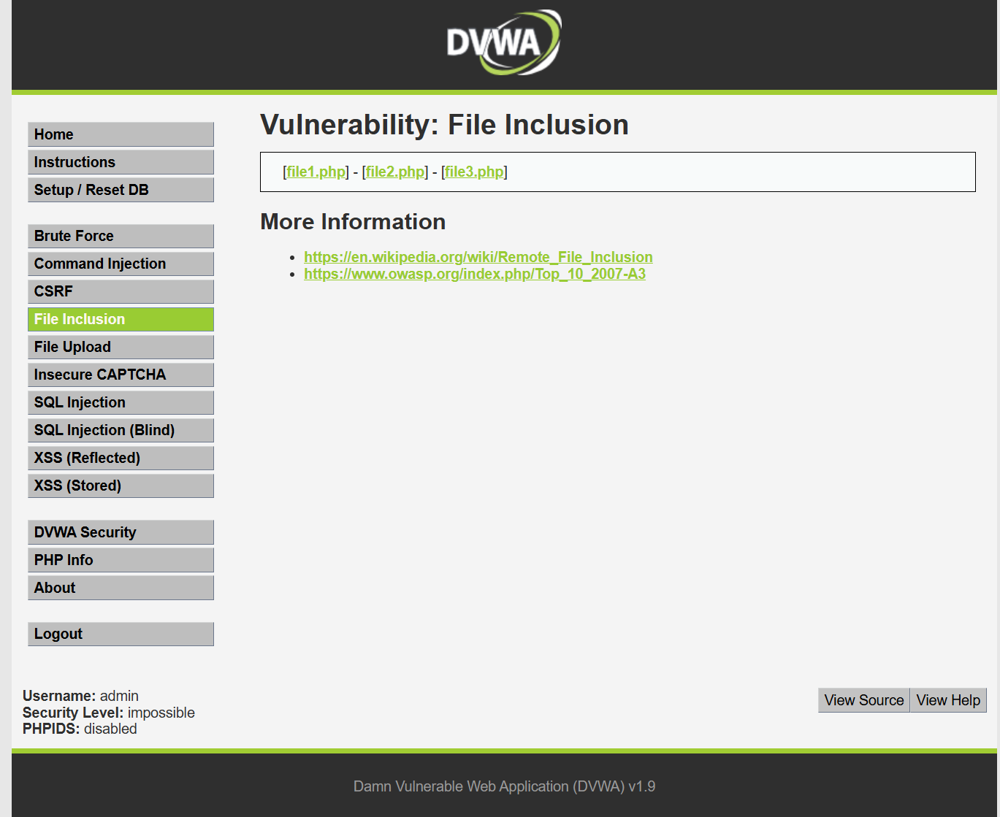 DVWA
Home
Instructions
Setup / Reset DB
Brute Force
Command Injection
CSRF
File Inclusion
File Upload
Insecure CAPTCHA
SQL Injection
SQL Injection (Blind)
XSS (Reflected)
XSS (Stored)
DVWA Security
PHP Info
About
Logout
Vulnerability: File Inclusion
[file1.php] - [file2.php] - [file3.php]
More Information
https://en.wikipedia.org/wiki/Remote_File_Inclusion
https://www.owasp.org/index.php/Top_10_2007-A3
Username: admin
Security Level: impossible
PHPIDS: disabled
View Source View Help
Damn Vulnerable Web Application (DVWA) v1.9